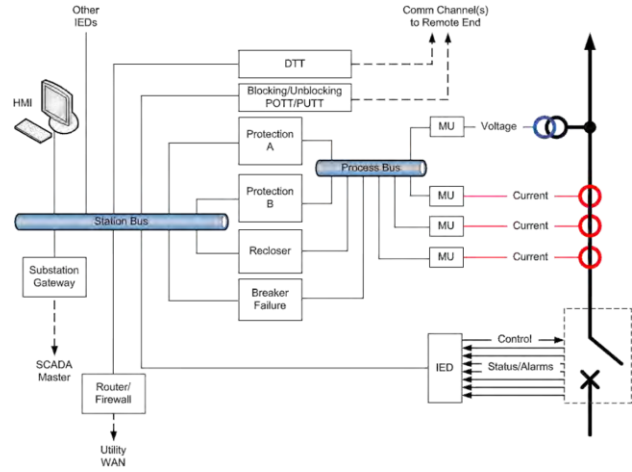 Other
IEDs
Comm Channel(s)
to Remote End
DTT
HMI
Blocking/Unblocking
POTT/PUTT
MU
Voltage
Protection
A
Process Bus
Protection
B
MU
Current
Station Bus
MU
Current
Recloser
MU
Current
Substation
Gateway
Breaker
Failure
SCADA
Master
IED
Control
Status/Alarms
Router/
Firewall
Utility
WAN